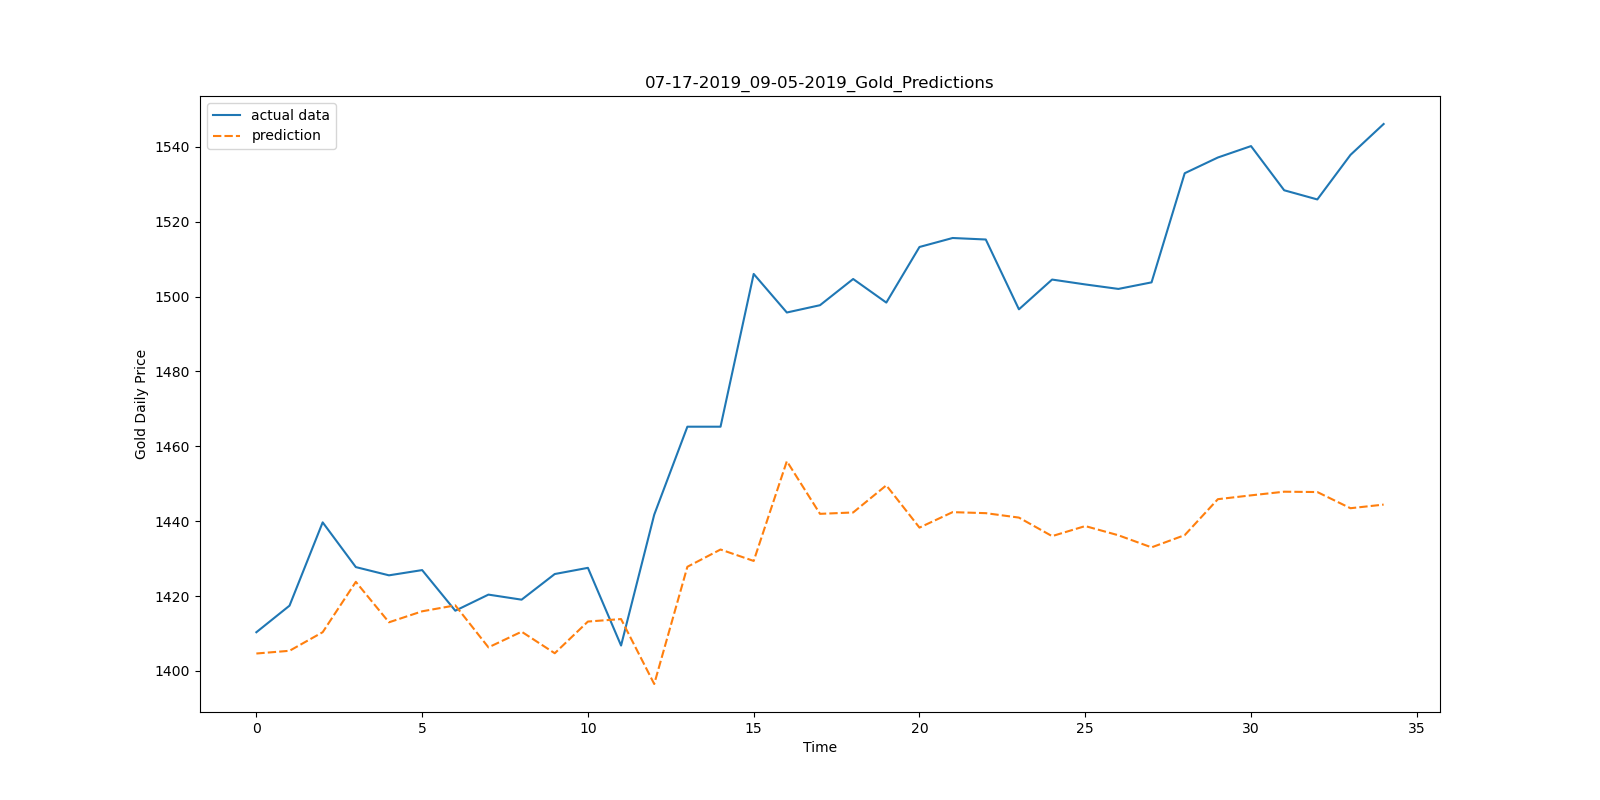 07-17-2019_09-05-2019_Gold_Predictions
actual data
prediction
Gold Daily Price
1540
1520
1500
1480
1460
1440
1420
1400
0 5 10 15 20 25 30 35
Time